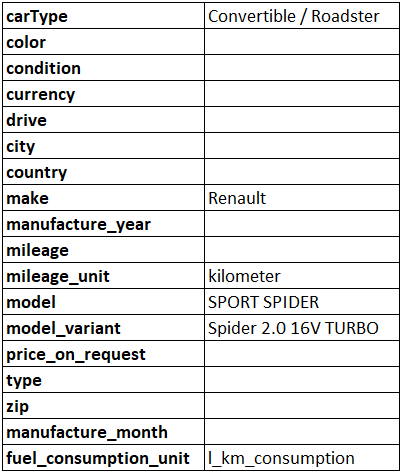 carType Convertible / Roadster
color
condition
currency
drive
city
country
make Renault
manufacture_year
mileage
mileage_unit kilometer
model SPORT SPIDER
model_variant Spider 2.0 16V TURBO
price_on_request
type
zip
manufacture_month
fuel_consumption_unit l_km_consumption